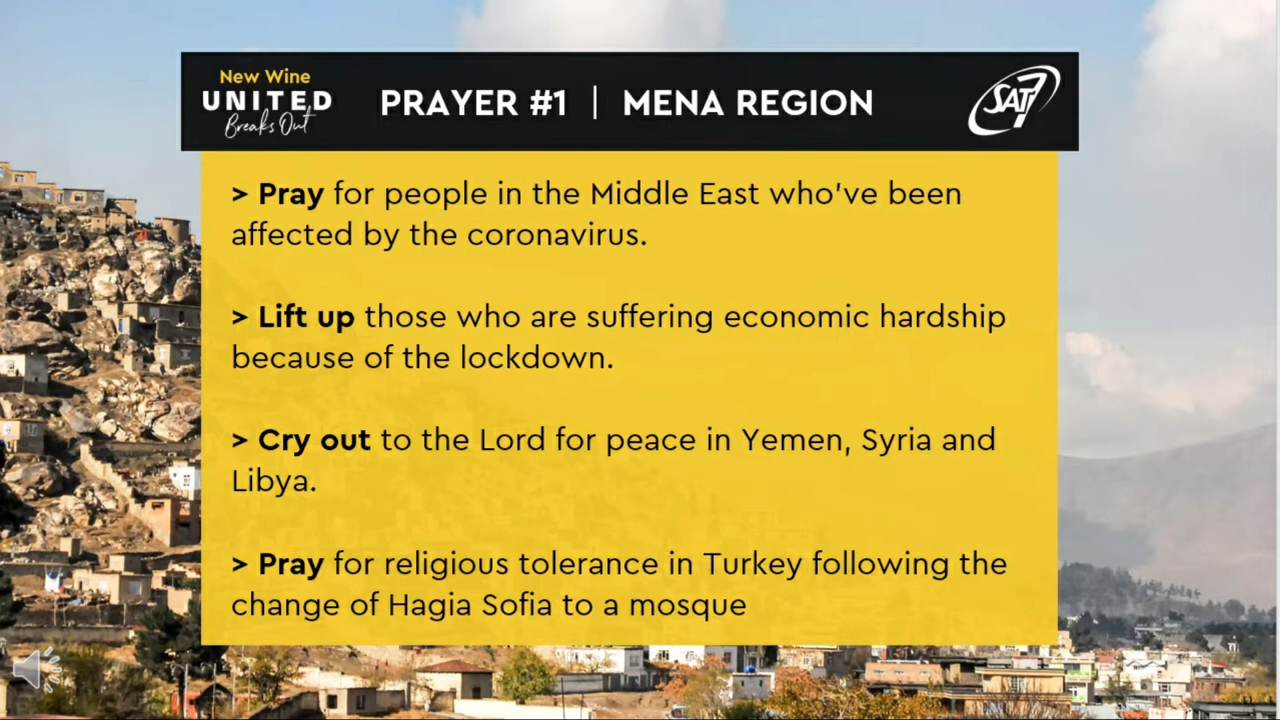 New Wine
UNITED
Breaks Out
PRAYER #1 | MENA REGION
SAT7
> Pray for people in the Middle East who've been
affected by the coronavirus.
> Lift up those who are suffering economic hardship
because of the lockdown.
> Cry out to the Lord for peace in Yemen, Syria and
Libya.
> Pray for religious tolerance in Turkey following the
change of Hagia Sofia to a mosque